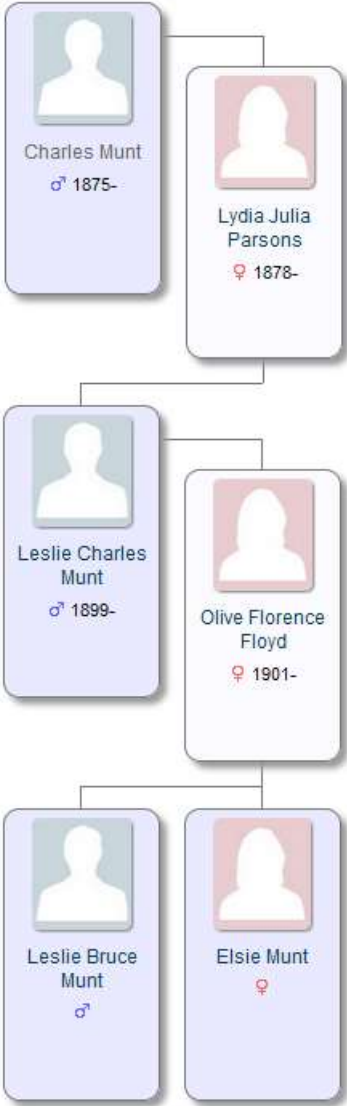 Charles Munt
♂ 1875-
Lydia Julia
Parsons
♀ 1878-
Leslie Charles
Munt
♂ 1899-
Olive Florence
Floyd
♀ 1901-
Leslie Bruce
Munt
♂
Elsie Munt
♀